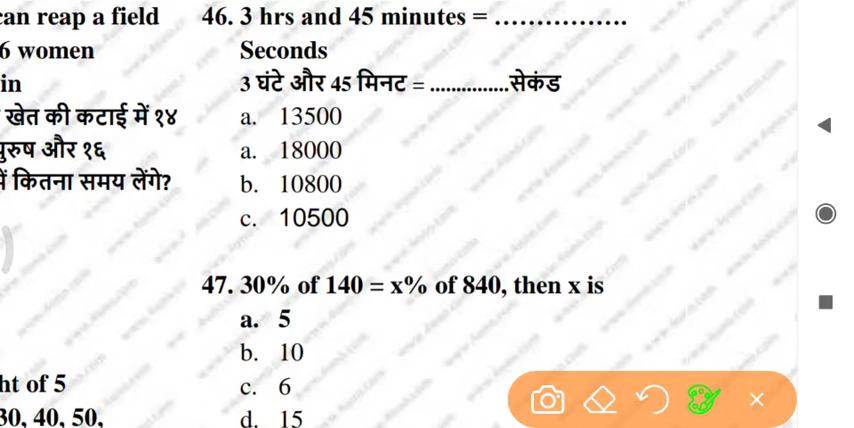 can reap a field
6 women
in
खेत की कटाई में १४
पुरुष और १६
में कितना समय लेंगे?
ht of 5
30, 40, 50,
46. 3 hrs and 45 minutes = ................
Seconds
3 घंटे और 45 मिनट = ...............सेकंड
a. 13500
a. 18000
b. 10800
c. 10500
47. 30% of 140 = x% of 840, then x is
a. 5
b. 10
c. 6
d. 15